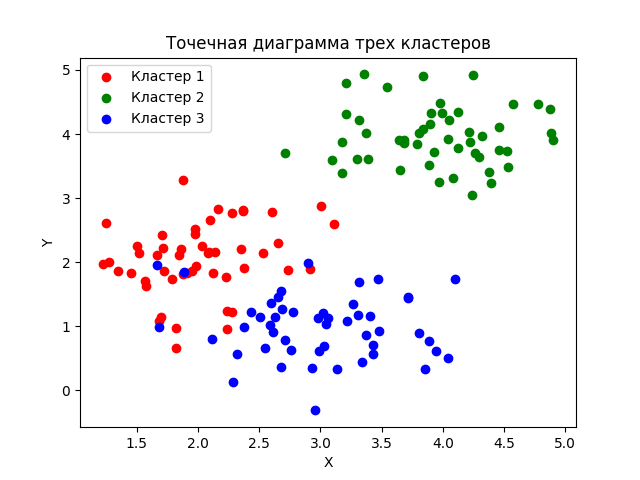 Точечная диаграмма трех кластеров
Кластер 1
Кластер 2
Кластер 3
5
4
3
2
1
0
Y
1.5 2.0 2.5 3.0 3.5 4.0 4.5 5.0
X